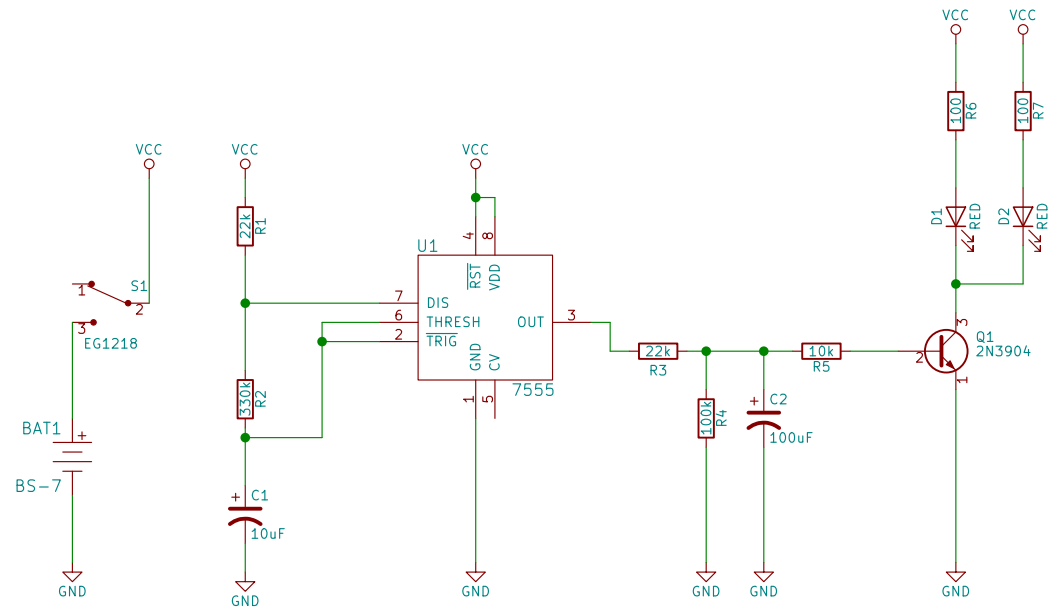 VCC
VCC
100
R6
100
R7
VCC
VCC
VCC
22k
R1
D1
RED
D2
RED
4
8
U1
RST
VDD
1
S1
2
3
EG1218
7
DIS
6
THRESH
2
TRIG
OUT
3
GND
CV
1
5
7555
22k
R3
10k
R5
2
3
1
Q1
2N3904
330k
R2
100k
R4
+
C2
100uF
BAT1
+
BS-7
+
C1
10uF
GND
GND
GND
GND
GND
GND